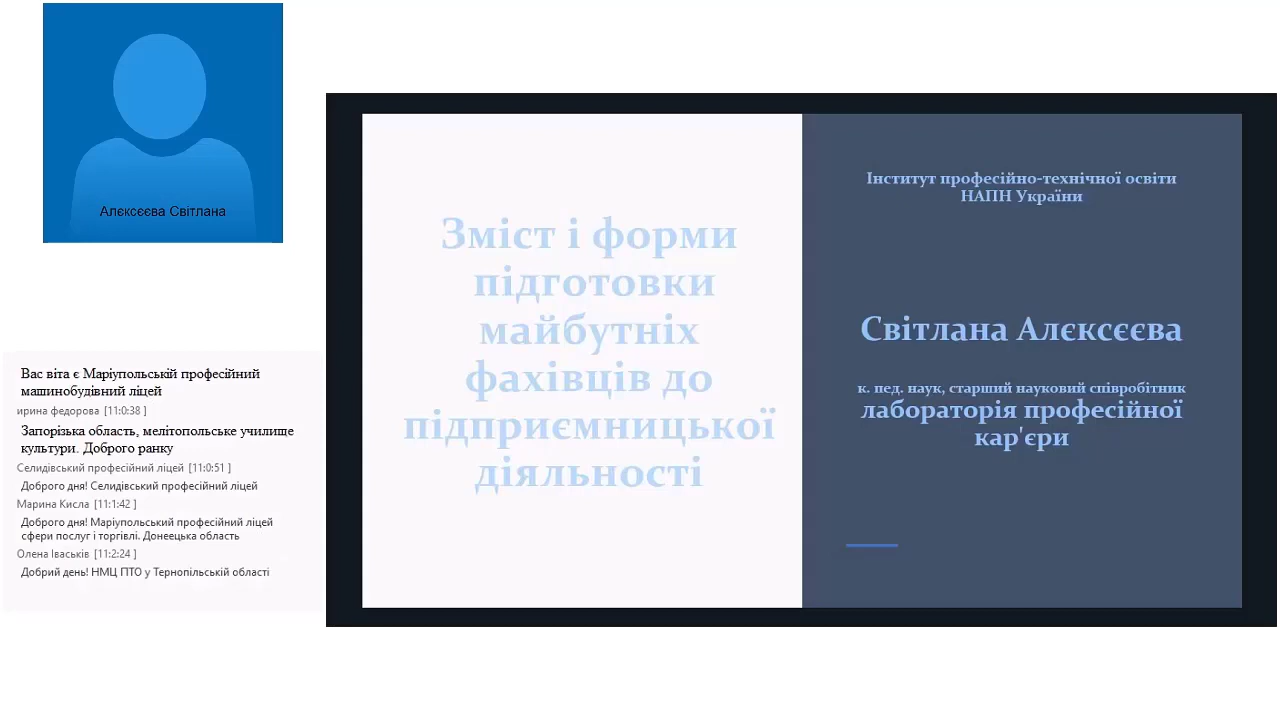 Алєксєєва Світлана
Вас віта є Маріупольській професійний
машинобудівний ліцей
ирина федорова [11:0:38 ]
Запорізька область, мелітопольське училище
культури. Доброго ранку
Селидівський професійний ліцей [11:0:51 ]
Доброго дня! Селидівський професійний ліцей
Марина Кисла [11:1:42 ]
Доброго дня! Маріупольський професійний ліцей
сфери послуг і торгівлі. Донеецька область
Олена Іваськів [11:2:24 ]
Добрий день! НМЦ ПТО у Тернопільській області
Зміст і форми
підготовки
майбутніх
фахівців до
підприємницької
діяльності
Інститут професійно-технічної освіти
НАПН України
Світлана Алєксєєва
к. пед. наук, старший науковий співробітник
лабораторія професійної
кар'єри